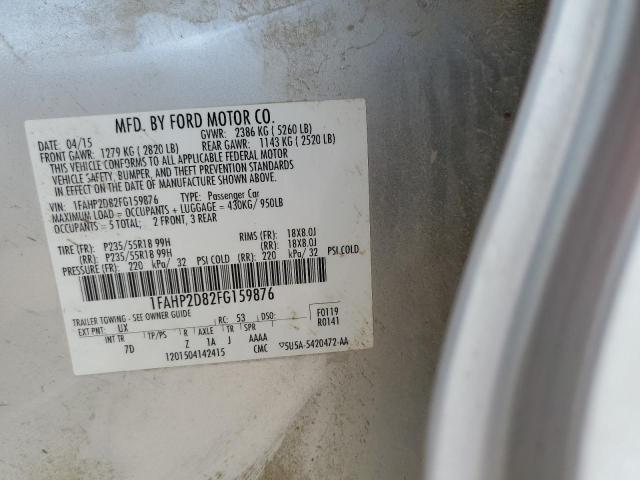 MFD. BY FORD MOTOR CO.
DATE: 04/15 GVWR: 2386 KG ( 5260 LB)
FRONT GAWR: 1279 KG ( 2820 LB) REAR GAWR: 1143 KG ( 2520 LB)
THIS VEHICLE CONFORMS TO ALL APPLICABLE FEDERAL MOTOR
VEHICLE SAFETY, BUMPER, AND THEFT PREVENTION STANDARDS
IN EFFECT ON THE DATE OF MANUFACTURE SHOWN ABOVE.
VIN: 1FAHP2D82FG159876 TYPE: Passenger Car
MAXIMUM LOAD = OCCUPANTS + LUGGAGE = 430KG/ 950LB
OCCUPANTS = 5 TOTAL: 2 FRONT, 3 REAR
TIRE (FR): P235/55R18 99H RIMS (FR): 18X8.0J
(RR): P235/55R18 99H (RR): 18X8.0J
PRESSURE (FR): 220 kPa/ 32 PSI,COLD (RR): 220 kPa/ 32 PSI,COLD
1FAHP2D82FG159876
TRAILER TOWING - SEE OWNER GUIDE
EXT PNT: UX RC: 53 DSO: F0119
INT TR TP/PS R AXLE TR SPR R0141
7D Z 1A J AAAA
1201504142415 CMC 5U5A-5420472-AA